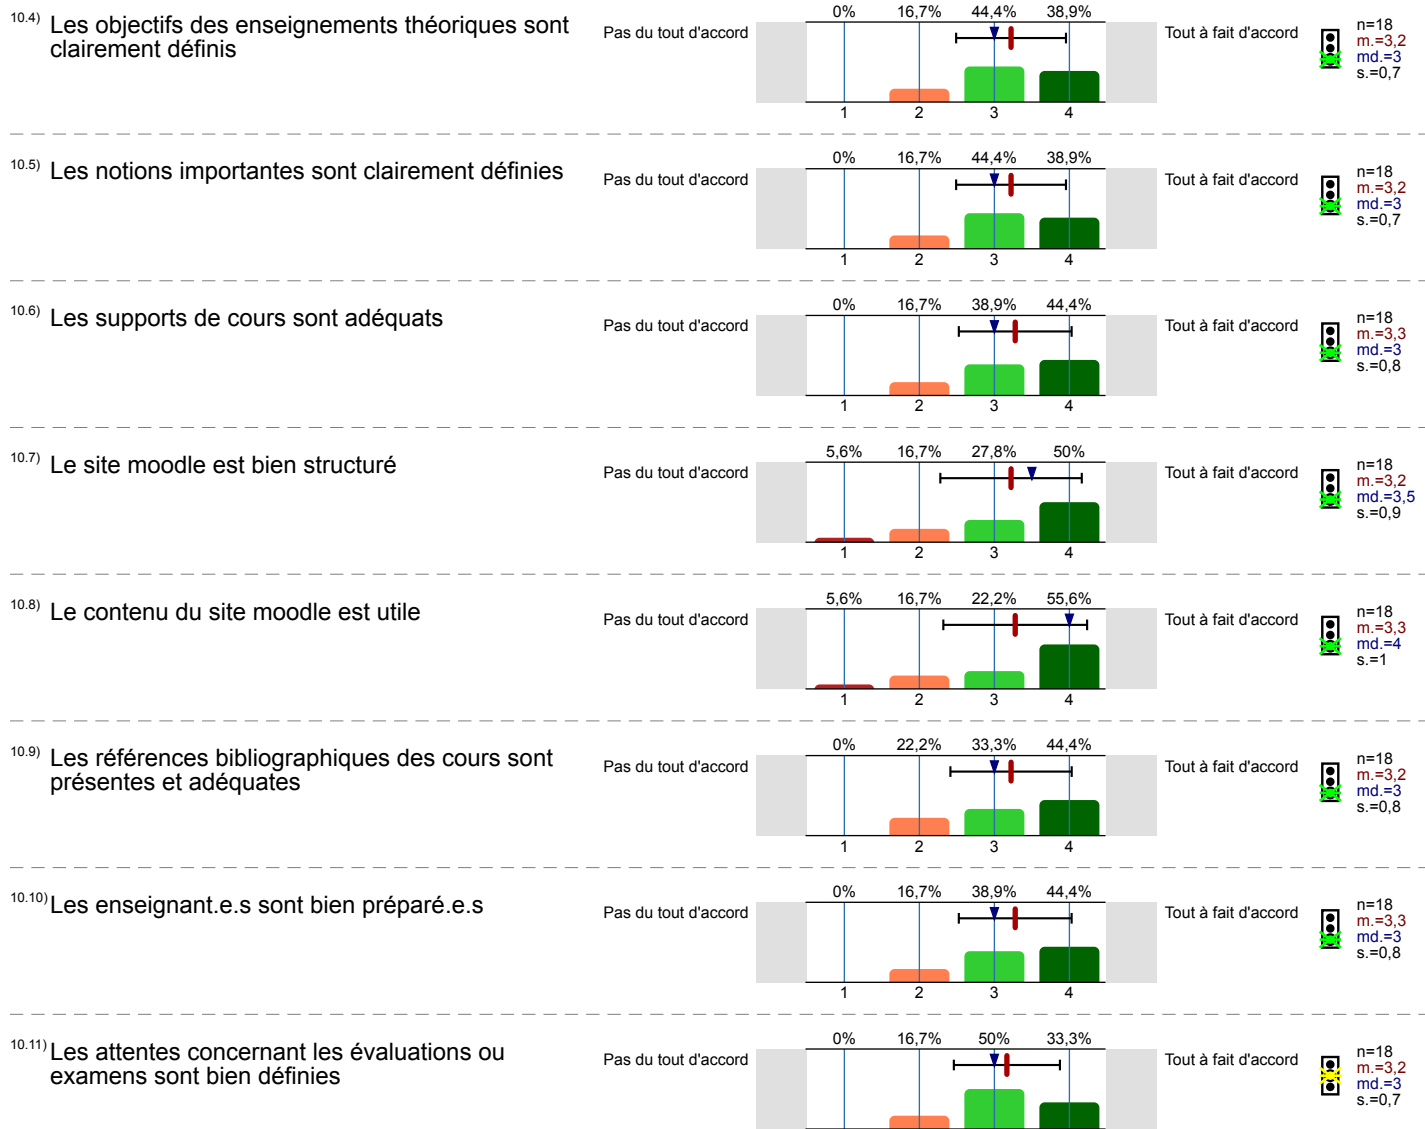 10.4) Les objectifs des enseignements théoriques sont
clairement définis
Pas du tout d'accord
0% 16,7% 44,4% 38,9%
1 2 3 4
Tout à fait d'accord
n=18
m.=3,2
md.=3
s.=0,7
10.5) Les notions importantes sont clairement définies
Pas du tout d'accord
0% 16,7% 44,4% 38,9%
1 2 3 4
Tout à fait d'accord
n=18
m.=3,2
md.=3
s.=0,7
10.6) Les supports de cours sont adéquats
Pas du tout d'accord
0% 16,7% 38,9% 44,4%
1 2 3 4
Tout à fait d'accord
n=18
m.=3,3
md.=3
s.=0,8
10.7) Le site moodle est bien structuré
Pas du tout d'accord
5,6% 16,7% 27,8% 50%
1 2 3 4
Tout à fait d'accord
n=18
m.=3,2
md.=3,5
s.=0,9
10.8) Le contenu du site moodle est utile
Pas du tout d'accord
5,6% 16,7% 22,2% 55,6%
1 2 3 4
Tout à fait d'accord
n=18
m.=3,3
md.=4
s.=1
10.9) Les références bibliographiques des cours sont
présentes et adéquates
Pas du tout d'accord
0% 22,2% 33,3% 44,4%
1 2 3 4
Tout à fait d'accord
n=18
m.=3,2
md.=3
s.=0,8
10.10) Les enseignant.e.s sont bien préparé.e.s
Pas du tout d'accord
0% 16,7% 38,9% 44,4%
1 2 3 4
Tout à fait d'accord
n=18
m.=3,3
md.=3
s.=0,8
10.11) Les attentes concernant les évaluations ou
examens sont bien définies
Pas du tout d'accord
0% 16,7% 50% 33,3%
Tout à fait d'accord
n=18
m.=3,2
md.=3
s.=0,7